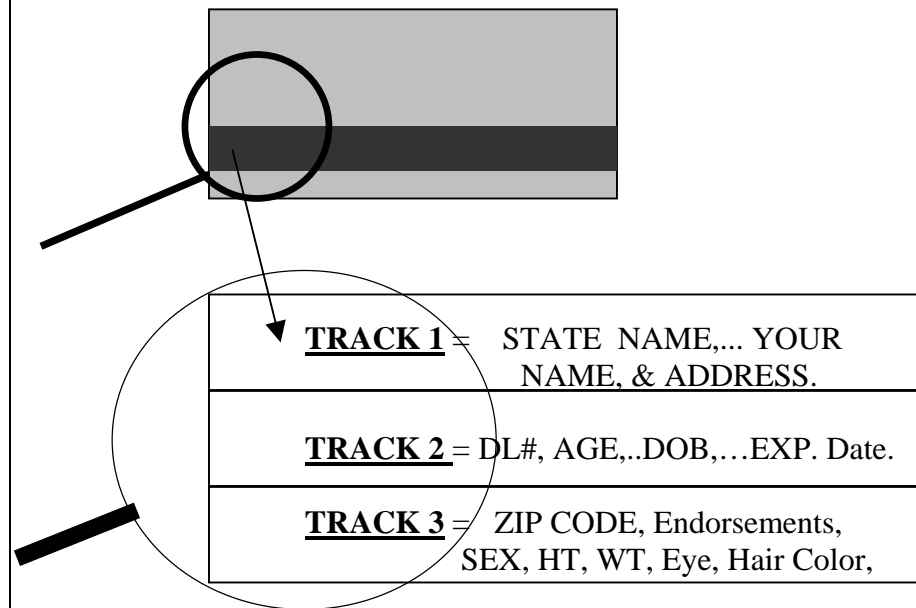 TRACK 1 = STATE NAME,... YOUR
NAME, & ADDRESS.
TRACK 2 = DL#, AGE,..DOB,…EXP. Date.
TRACK 3 = ZIP CODE, Endorsements,
SEX, HT, WT, Eye, Hair Color,